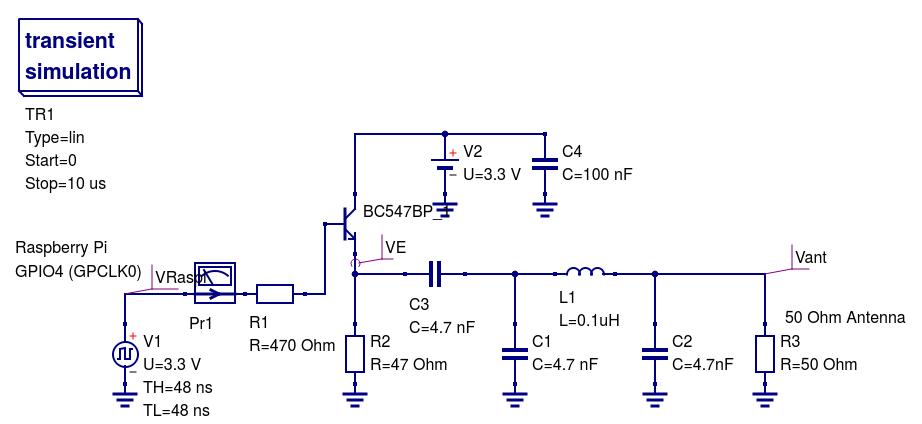 transient
simulation
TR1
Type=lin
Start=0
Stop=10 us
V2
U=3.3 V
C4
C=100 nF
BC547BP_1
Raspberry Pi
GPIO4 (GPCLK0)
VRaspi
VE
Vant
Pr1
R1
R=470 Ohm
C3
C=4.7 nF
L1
L=0.1uH
50 Ohm Antenna
V1
U=3.3 V
TH=48 ns
TL=48 ns
R2
R=47 Ohm
C1
C=4.7 nF
C2
C=4.7nF
R3
R=50 Ohm